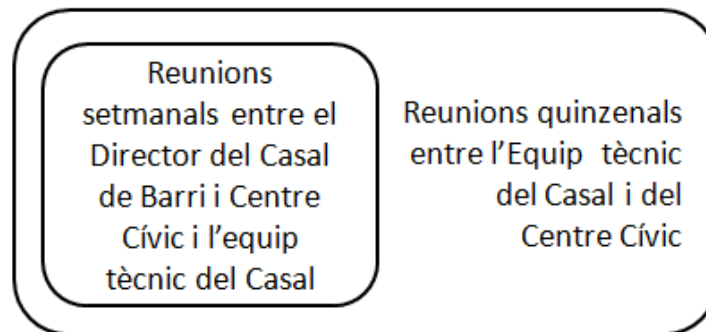 Reunions
setmanals entre el
Director del Casal
de Barri i Centre
Cívic i l’equip
tècnic del Casal
Reunions quinzenals
entre l’Equip tècnic
del Casal i del
Centre Cívic